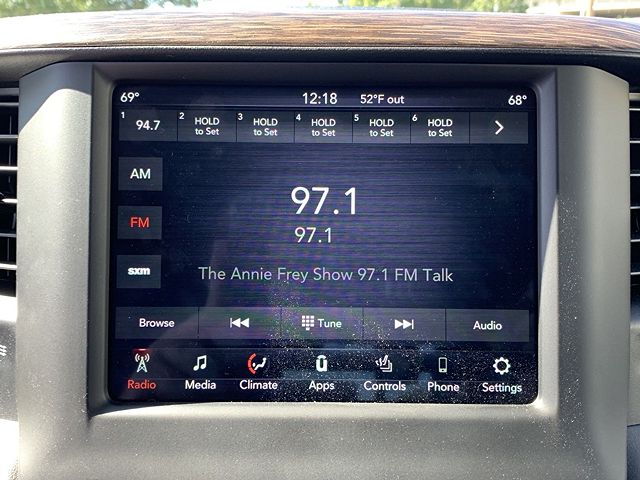 69° 12:18 52°F out 68°
1 94.7 2 HOLD to Set 3 HOLD to Set 4 HOLD to Set 5 HOLD to Set 6 HOLD to Set
AM
97.1
FM
97.1
sxm
The Annie Frey Show 97.1 FM Talk
Browse Tune Audio
Radio Media Climate Apps Controls Phone Settings